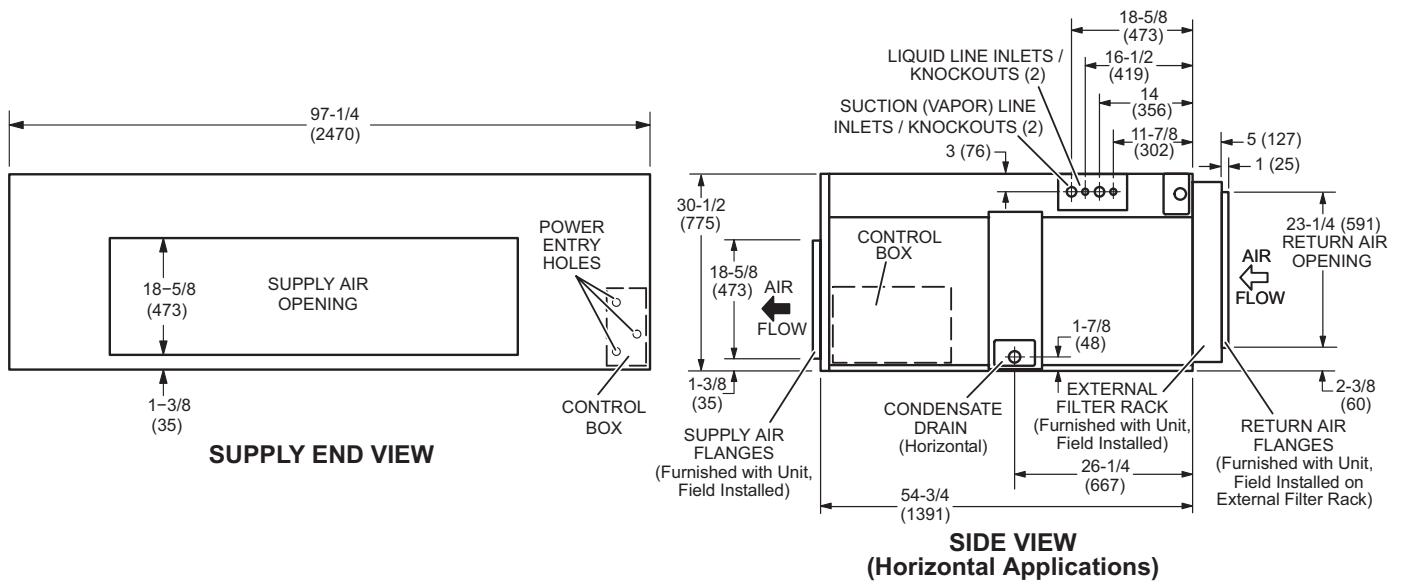 97-1/4
(2470)
18−5/8
(473)
SUPPLY AIR
OPENING
POWER
ENTRY
HOLES
1−3/8
(35)
CONTROL
BOX
SUPPLY END VIEW
18-5/8
(473)
LIQUID LINE INLETS /
KNOCKOUTS (2)
16-1/2
(419)
SUCTION (VAPOR) LINE
INLETS / KNOCKOUTS (2)
14
(356)
3 (76)
11-7/8
(302)
5 (127)
1 (25)
30-1/2
(775)
23-1/4 (591)
RETURN AIR
OPENING
CONTROL
BOX
18-5/8
(473)
AIR
FLOW
AIR
FLOW
1-7/8
(48)
1-3/8
(35)
2-3/8
(60)
SUPPLY AIR
FLANGES
(Furnished with Unit,
Field Installed)
CONDENSATE
DRAIN
(Horizontal)
EXTERNAL
FILTER RACK
(Furnished with Unit,
Field Installed)
RETURN AIR
FLANGES
(Furnished with Unit,
Field Installed on
External Filter Rack)
26-1/4
(667)
54-3/4
(1391)
SIDE VIEW
(Horizontal Applications)